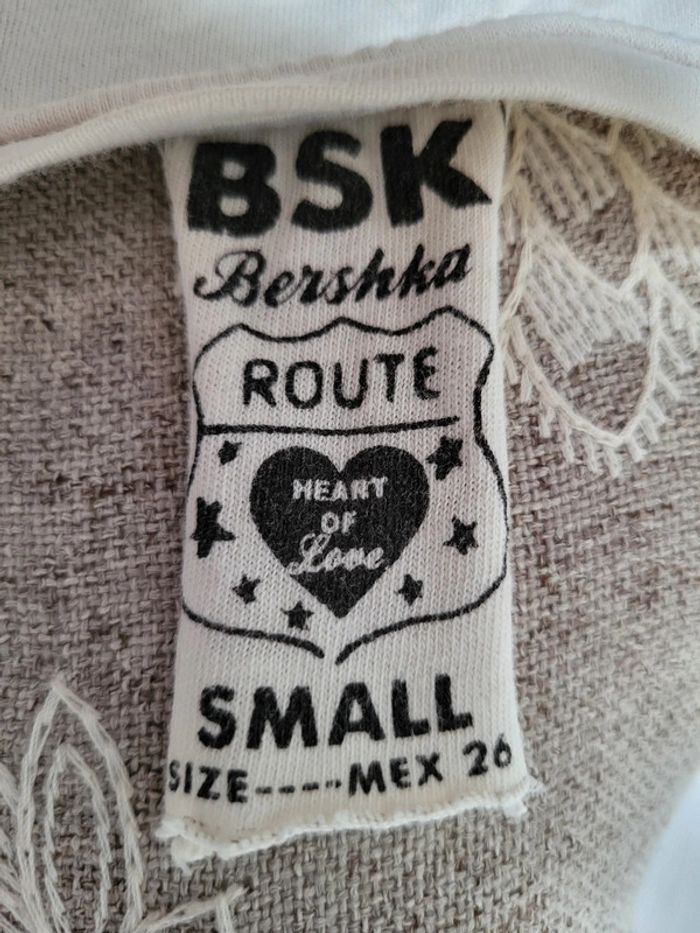 BSK
Bershka
ROUTE
HEART
OF
Love
SMALL
SIZE----MEX 26